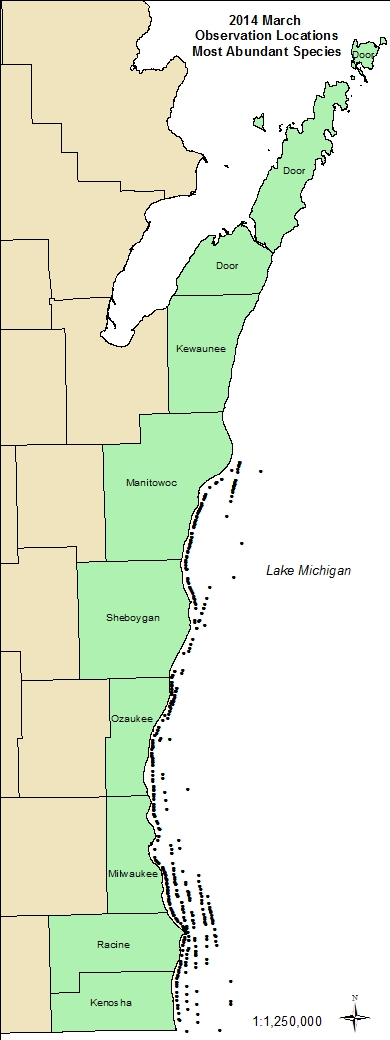 2014 March
Observation Locations
Most Abundant Species
Door
Door
Door
Kewaunee
Manitowoc
Lake Michigan
Sheboygan
Ozaukee
Milwaukee
Racine
Kenosha
N
1:1,250,000